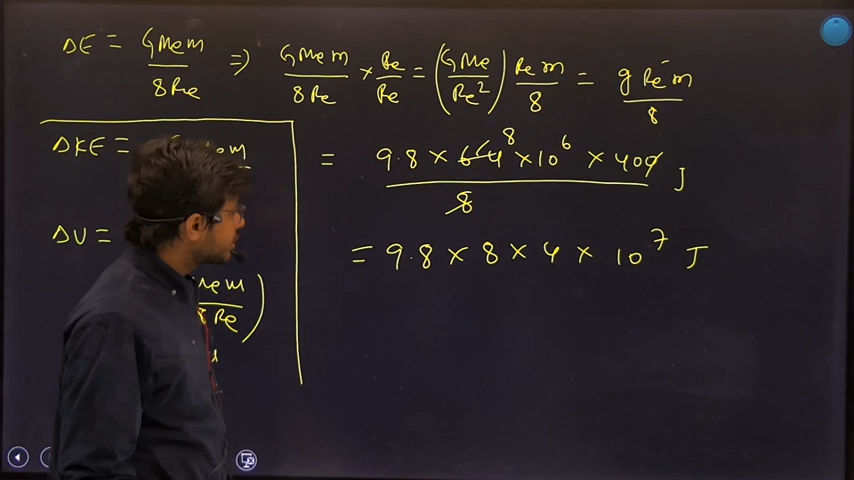 ΔE = GMem/8Re ⇒ GMem/8Re × Re/Re = (GMe/Re²) Rem/8 = gRem/8
ΔKE =
= 9.8 × 64 8 × 10⁶ × 400/8 J
ΔU =
= 9.8 × 8 × 4 × 10⁷ J